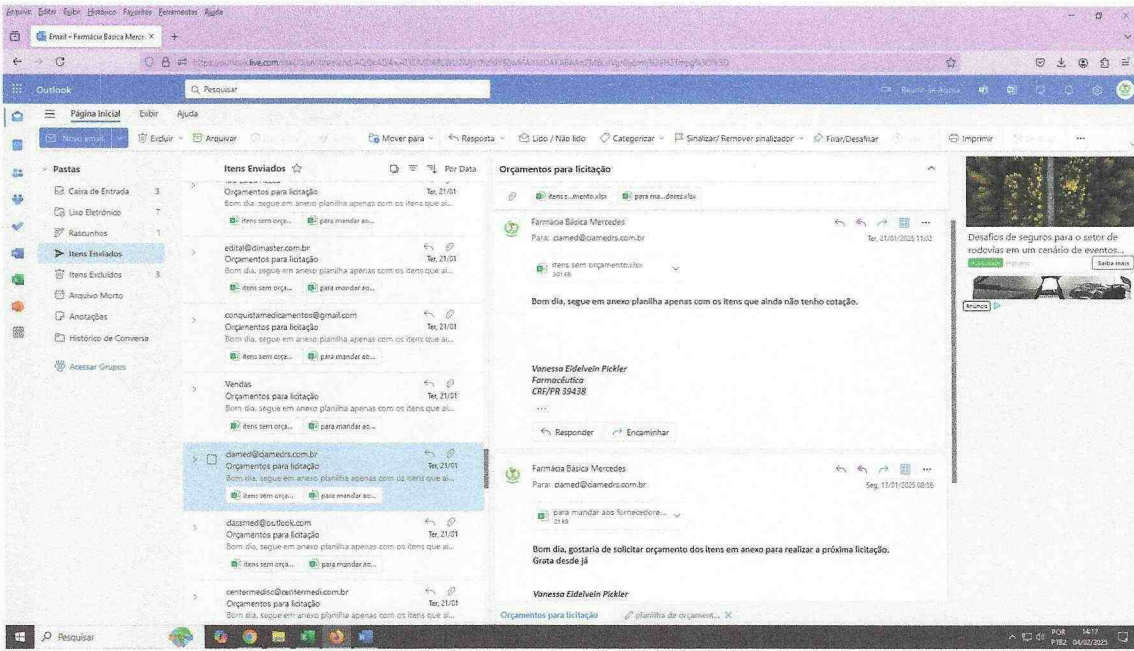 Arquivo Editar Exibir Histórico Favoritos Ferramentas Ajuda
Email – Farmácia Básica Merce
live.com
Outlook
Pesquisar
Página Inicial Exibir Ajuda
Novo email
Excluir
Arquivar
Mover para
Resposta
Lido / Não lido
Categorizar
Sinalizar/ Remover sinalizador
Fixar/Desafixar
Imprimir
Pastas
Caixa de Entrada 3
Lixo Eletrônico 7
Rascunhos 1
Itens Enviados
Itens Excluídos 3
Arquivo Morto
Anotações
Histórico de Conversa
Acessar Grupos
Itens Enviados
Por Data
Orçamentos para licitação Ter, 21/01
Bom dia, segue em anexo planilha apenas com os itens que ai...
itens sem orça... para mandar ao...
edital@dimaster.com.br
Orçamentos para licitação Ter, 21/01
Bom dia, segue em anexo planilha apenas com os itens que ai...
itens sem orça... para mandar ao...
conquistamedicamentos@gmail.com
Orçamentos para licitação Ter, 21/01
Bom dia, segue em anexo planilha apenas com os itens que ai...
itens sem orça... para mandar ao...
Vendas
Orçamentos para licitação Ter, 21/01
Bom dia, segue em anexo planilha apenas com os itens que ai...
itens sem orça... para mandar ao...
ciamed@ciamedrs.com.br
Orçamentos para licitação Ter, 21/01
Bom dia, segue em anexo planilha apenas com os itens que ai...
itens sem orça... para mandar ao...
classmed@outlook.com
Orçamentos para licitação Ter, 21/01
Bom dia, segue em anexo planilha apenas com os itens que ai...
itens sem orça... para mandar ao...
centermedisc@centermedi.com.br
Orçamentos para licitação Ter, 21/01
Bom dia, segue em anexo planilha apenas com os itens que ai...
Orçamentos para licitação
itens s...mento.xlsx para ma...dores.xlsx
Farmácia Básica Mercedes
Para: ciamed@ciamedrs.com.br Ter, 21/01/2025 11:02
itens sem orçamento.xlsx
Bom dia, segue em anexo planilha apenas com os itens que ainda não tenho cotação.
Vanessa Eidelvein Pickler
Farmacêutica
CRF/PR 39438
...
Responder Encaminhar
Farmácia Básica Mercedes
Para: ciamed@ciamedrs.com.br Seg, 13/01/2025 08:56
para mandar aos fornecedore...
21 KB
Bom dia, gostaria de solicitar orçamento dos itens em anexo para realizar a próxima licitação.
Grata desde já
Vanessa Eidelvein Pickler
Orçamentos para licitação planilha de orçament...
Desafios de seguros para o setor de
rodovias em um cenário de eventos...
Saiba mais
Anúncio
Pesquisar
POR 14:17
PTB2 04/02/2025